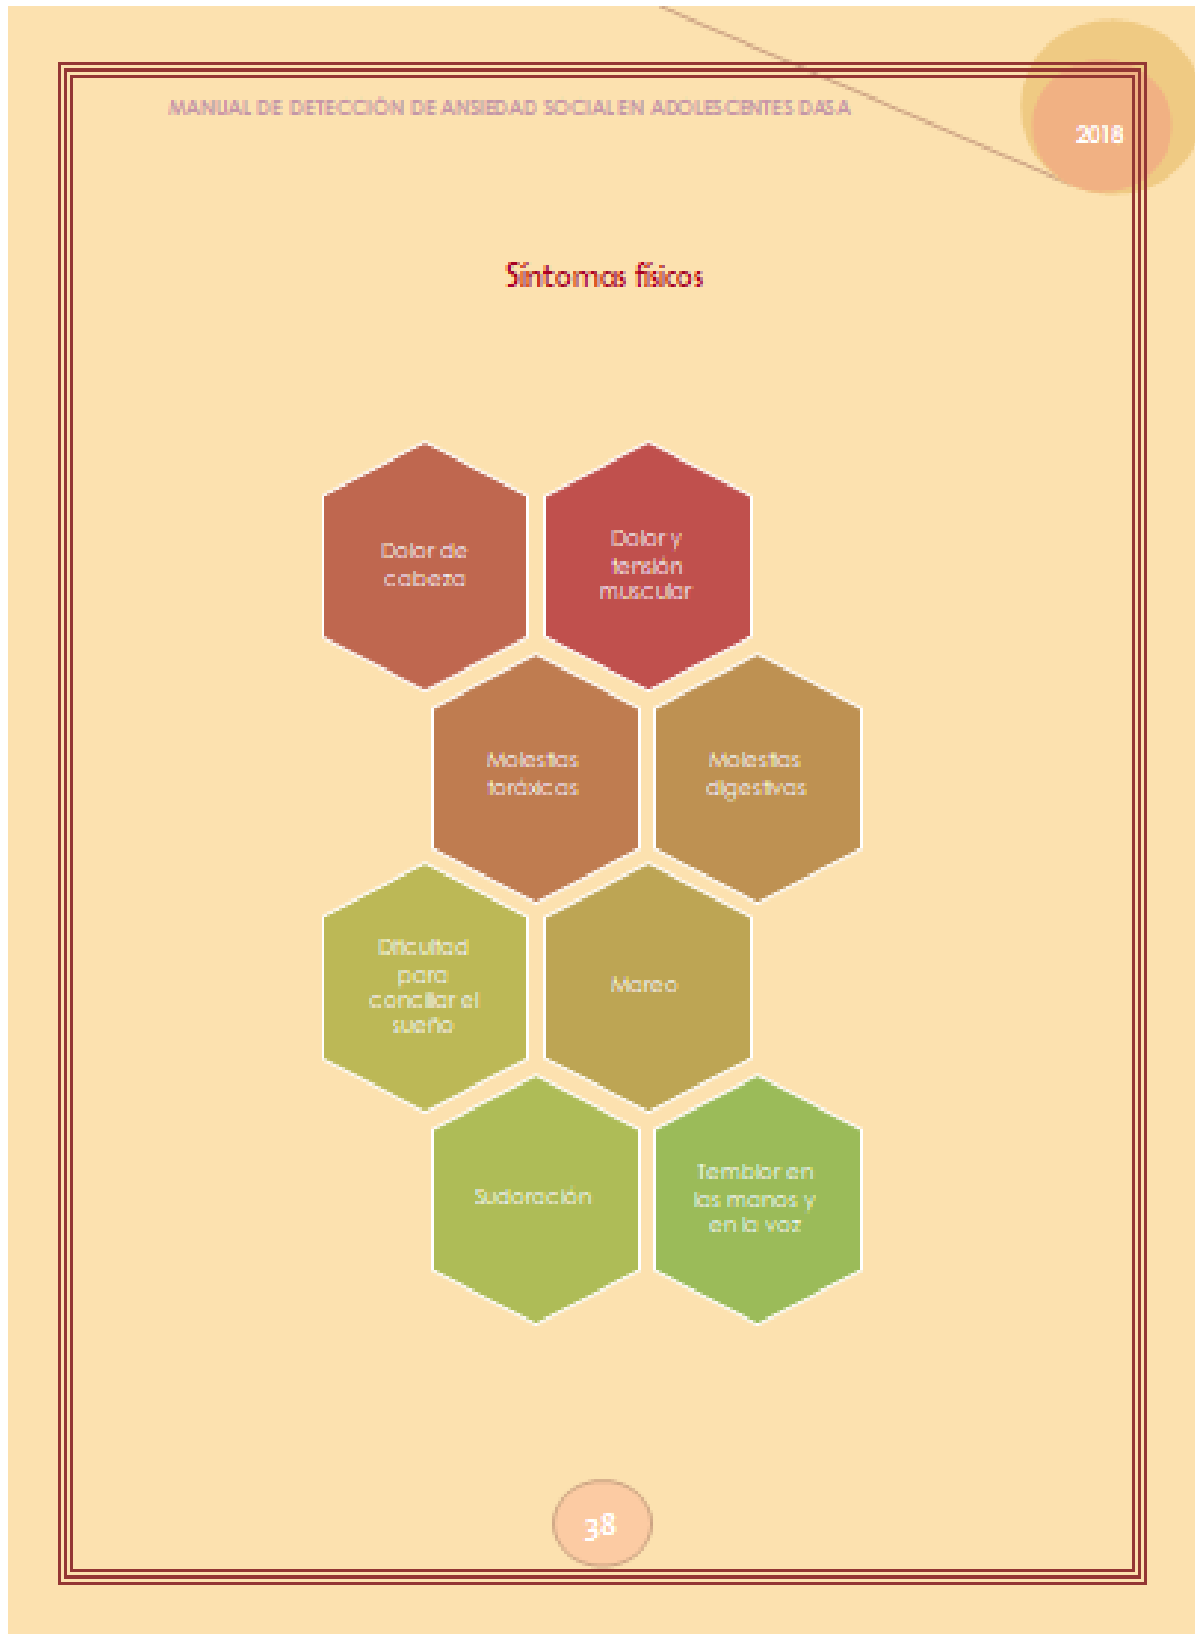 MANUAL DE DETECCIÓN DE ANSIEDAD SOCIAL EN ADOLESCENTES DASA
2018
Síntomas físicos
Dolor de
cabeza
Dolor y
tensión
muscular
Molestias
toráxicas
Molestias
digestivas
Dificultad
para
conciliar el
sueño
Mareo
Sudoración
Temblor en
las manos y
en la voz
38